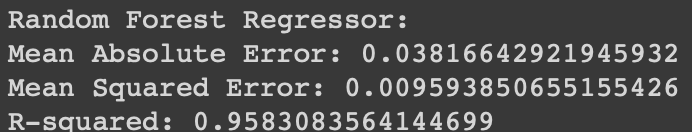 Random Forest Regressor:
Mean Absolute Error: 0.03816642921945932
Mean Squared Error: 0.009593850655155426
R-squared: 0.9583083564144699